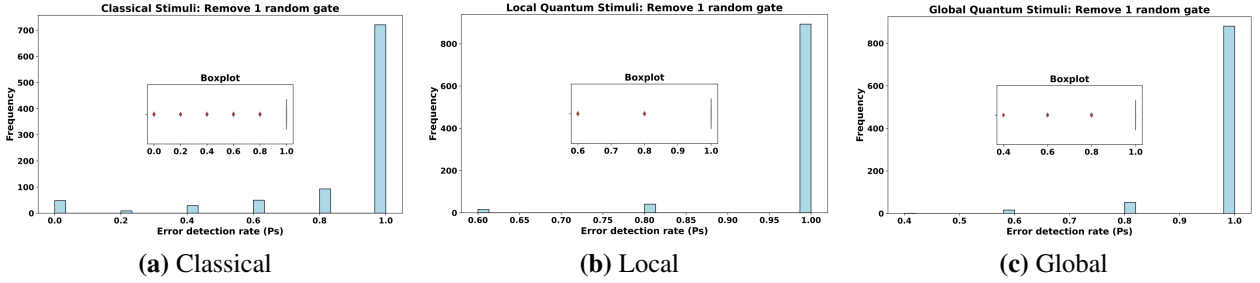 Classical Stimuli: Remove 1 random gate
700
600
500
400
300
200
100
0
Frequency
Boxplot
0.0 0.2 0.4 0.6 0.8 1.0
0.0 0.2 0.4 0.6 0.8 1.0
Error detection rate (Ps)
(a) Classical
Local Quantum Stimuli: Remove 1 random gate
800
600
400
200
0
Frequency
Boxplot
0.6 0.7 0.8 0.9 1.0
0.60 0.65 0.70 0.75 0.80 0.85 0.90 0.95 1.00
Error detection rate (Ps)
(b) Local
Global Quantum Stimuli: Remove 1 random gate
800
600
400
200
0
Frequency
Boxplot
0.4 0.6 0.8 1.0
0.4 0.5 0.6 0.7 0.8 0.9 1.0
Error detection rate (Ps)
(c) Global